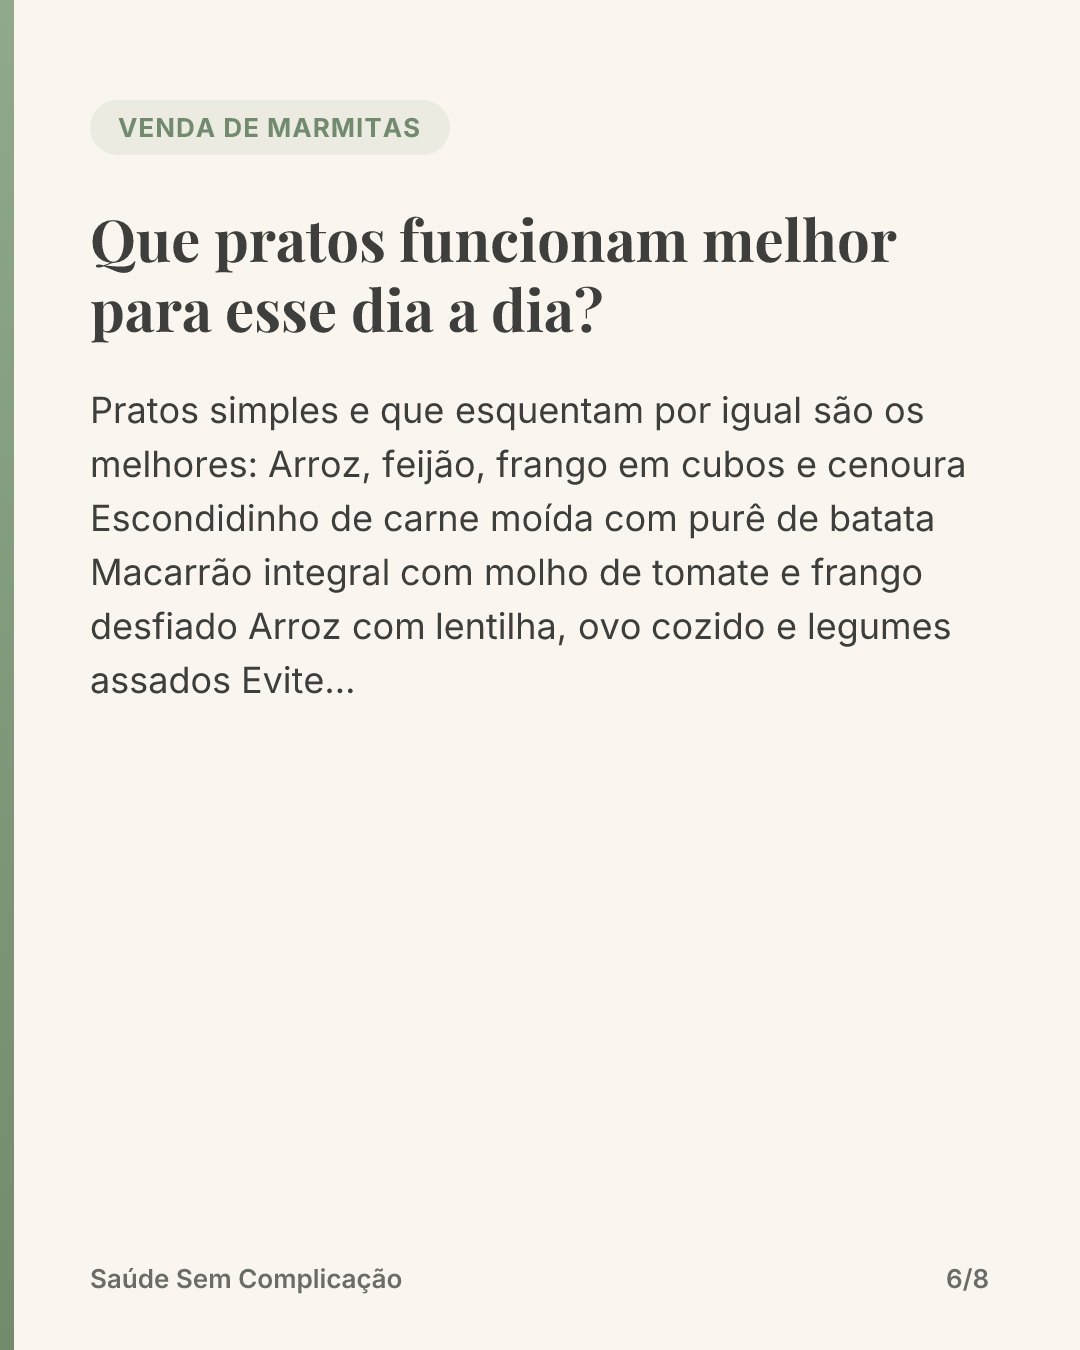 VENDA DE MARMITAS
Que pratos funcionam melhor
para esse dia a dia?
Pratos simples e que esquentam por igual são os
melhores: Arroz, feijão, frango em cubos e cenoura
Escondidinho de carne moída com purê de batata
Macarrão integral com molho de tomate e frango
desfiado Arroz com lentilha, ovo cozido e legumes
assados Evite...
Saúde Sem Complicação
6/8